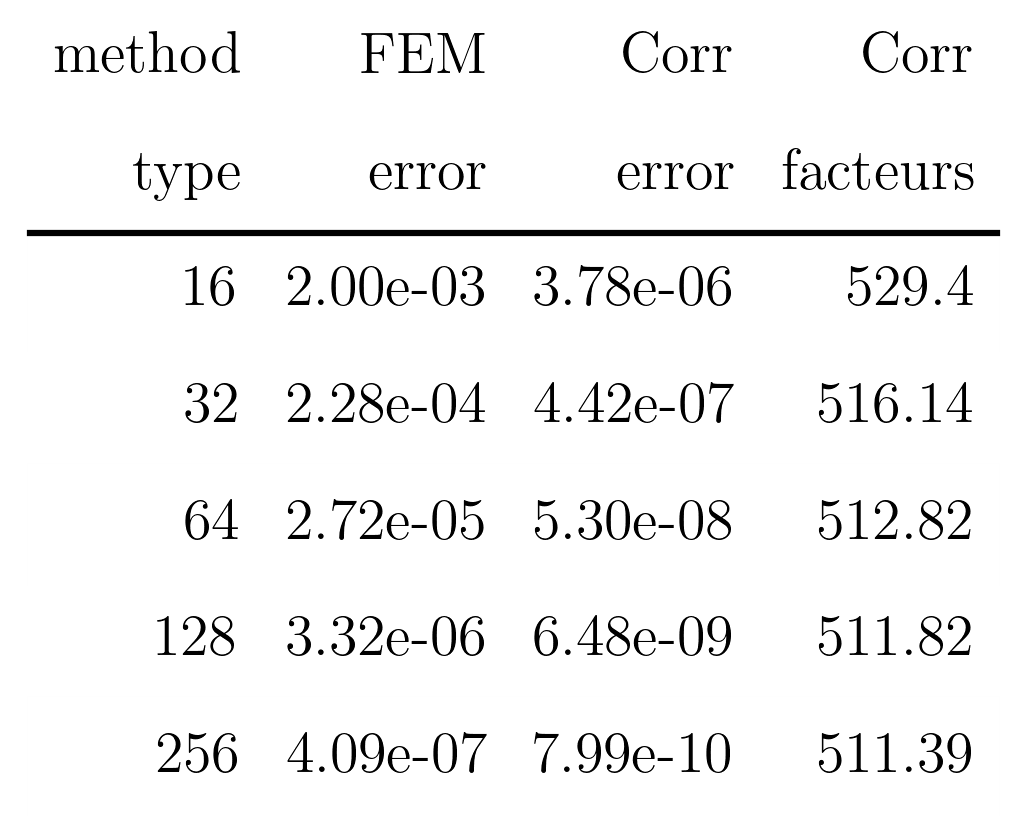 method FEM Corr Corr
type error error facteurs
16 2.00e-03 3.78e-06 529.4
32 2.28e-04 4.42e-07 516.14
64 2.72e-05 5.30e-08 512.82
128 3.32e-06 6.48e-09 511.82
256 4.09e-07 7.99e-10 511.39